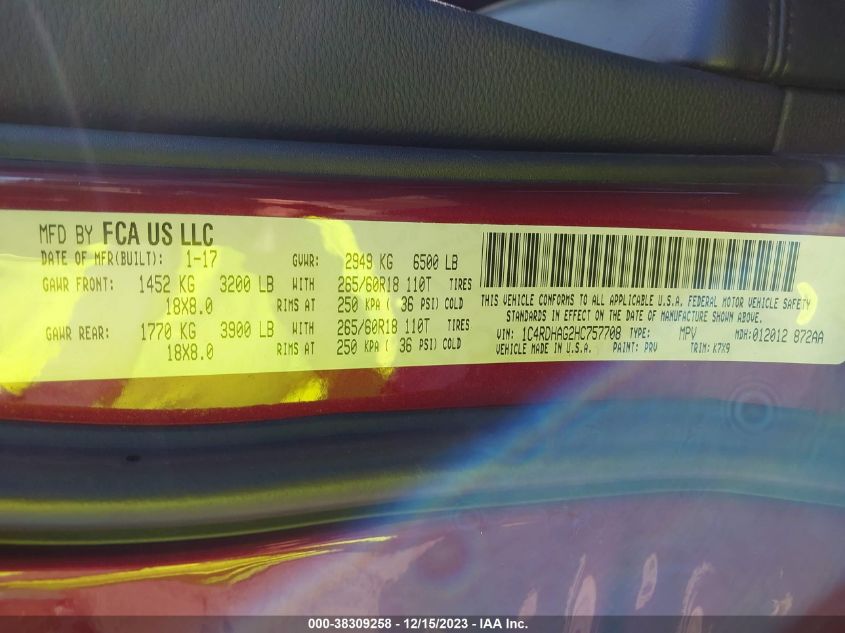 MFD BY FCA US LLC
DATE OF MFR(BUILT): 1-17 GVWR: 2949 KG 6500 LB
GAWR FRONT: 1452 KG 3200 LB WITH 265/60R18 110T TIRES
18X8.0 RIMS AT 250 KPA ( 36 PSI) COLD
GAWR REAR: 1770 KG 3900 LB WITH 265/60R18 110T TIRES
18X8.0 RIMS AT 250 KPA ( 36 PSI) COLD
THIS VEHICLE CONFORMS TO ALL APPLICABLE U.S.A. FEDERAL MOTOR VEHICLE SAFETY
STANDARDS IN EFFECT ON THE DATE OF MANUFACTURE SHOWN ABOVE.
VIN: 1C4RDHAG2HC757708 TYPE: MPV MDH:012012 872AA
VEHICLE MADE IN U.S.A. PAINT: PRV TRIM: K7X9
000-38309258 - 12/15/2023 - IAA Inc.